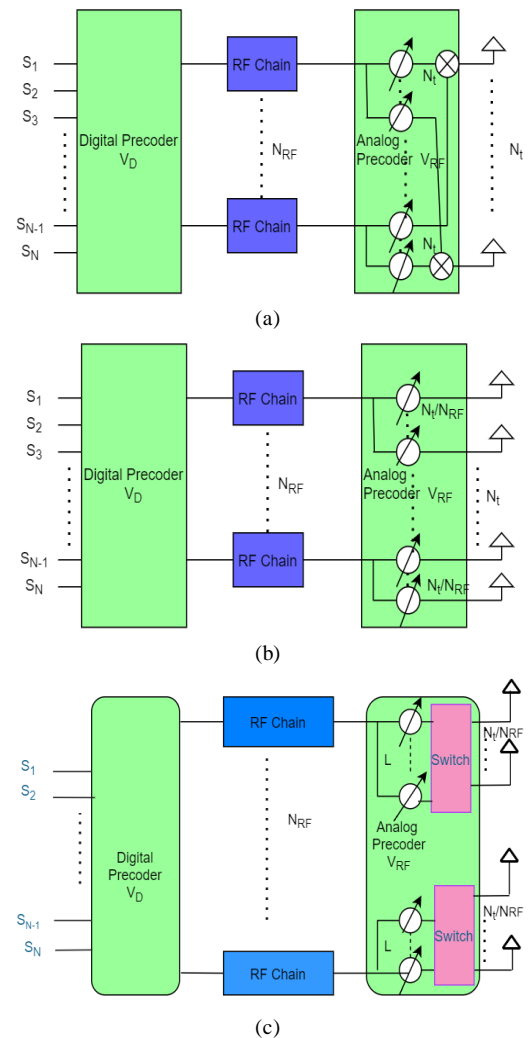 S1
S2
S3
SN-1
SN
Digital Precoder
VD
RF Chain
NRF
RF Chain
Analog
Precoder
VRF
Nt
Nt
Nt
(a)
S1
S2
S3
SN-1
SN
Digital Precoder
VD
RF Chain
NRF
RF Chain
Analog
Precoder
VRF
Nt/NRF
Nt/NRF
Nt
(b)
S1
S2
SN-1
SN
Digital
Precoder
VD
RF Chain
NRF
RF Chain
L
Switch
Nt/NRF
Analog
Precoder
VRF
L
Switch
Nt/NRF
(c)